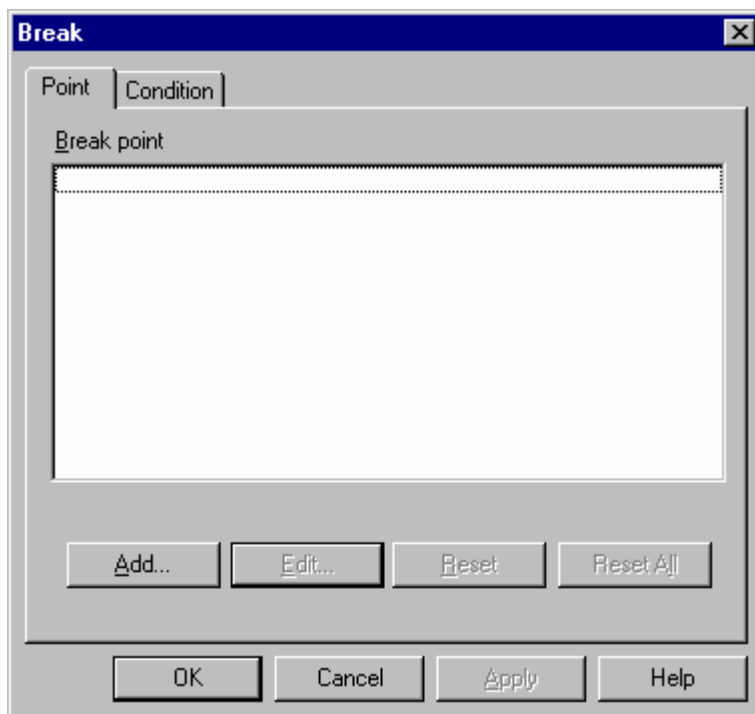 Break
Point Condition
Break point
Add... Edit... Reset Reset All
OK Cancel Apply Help